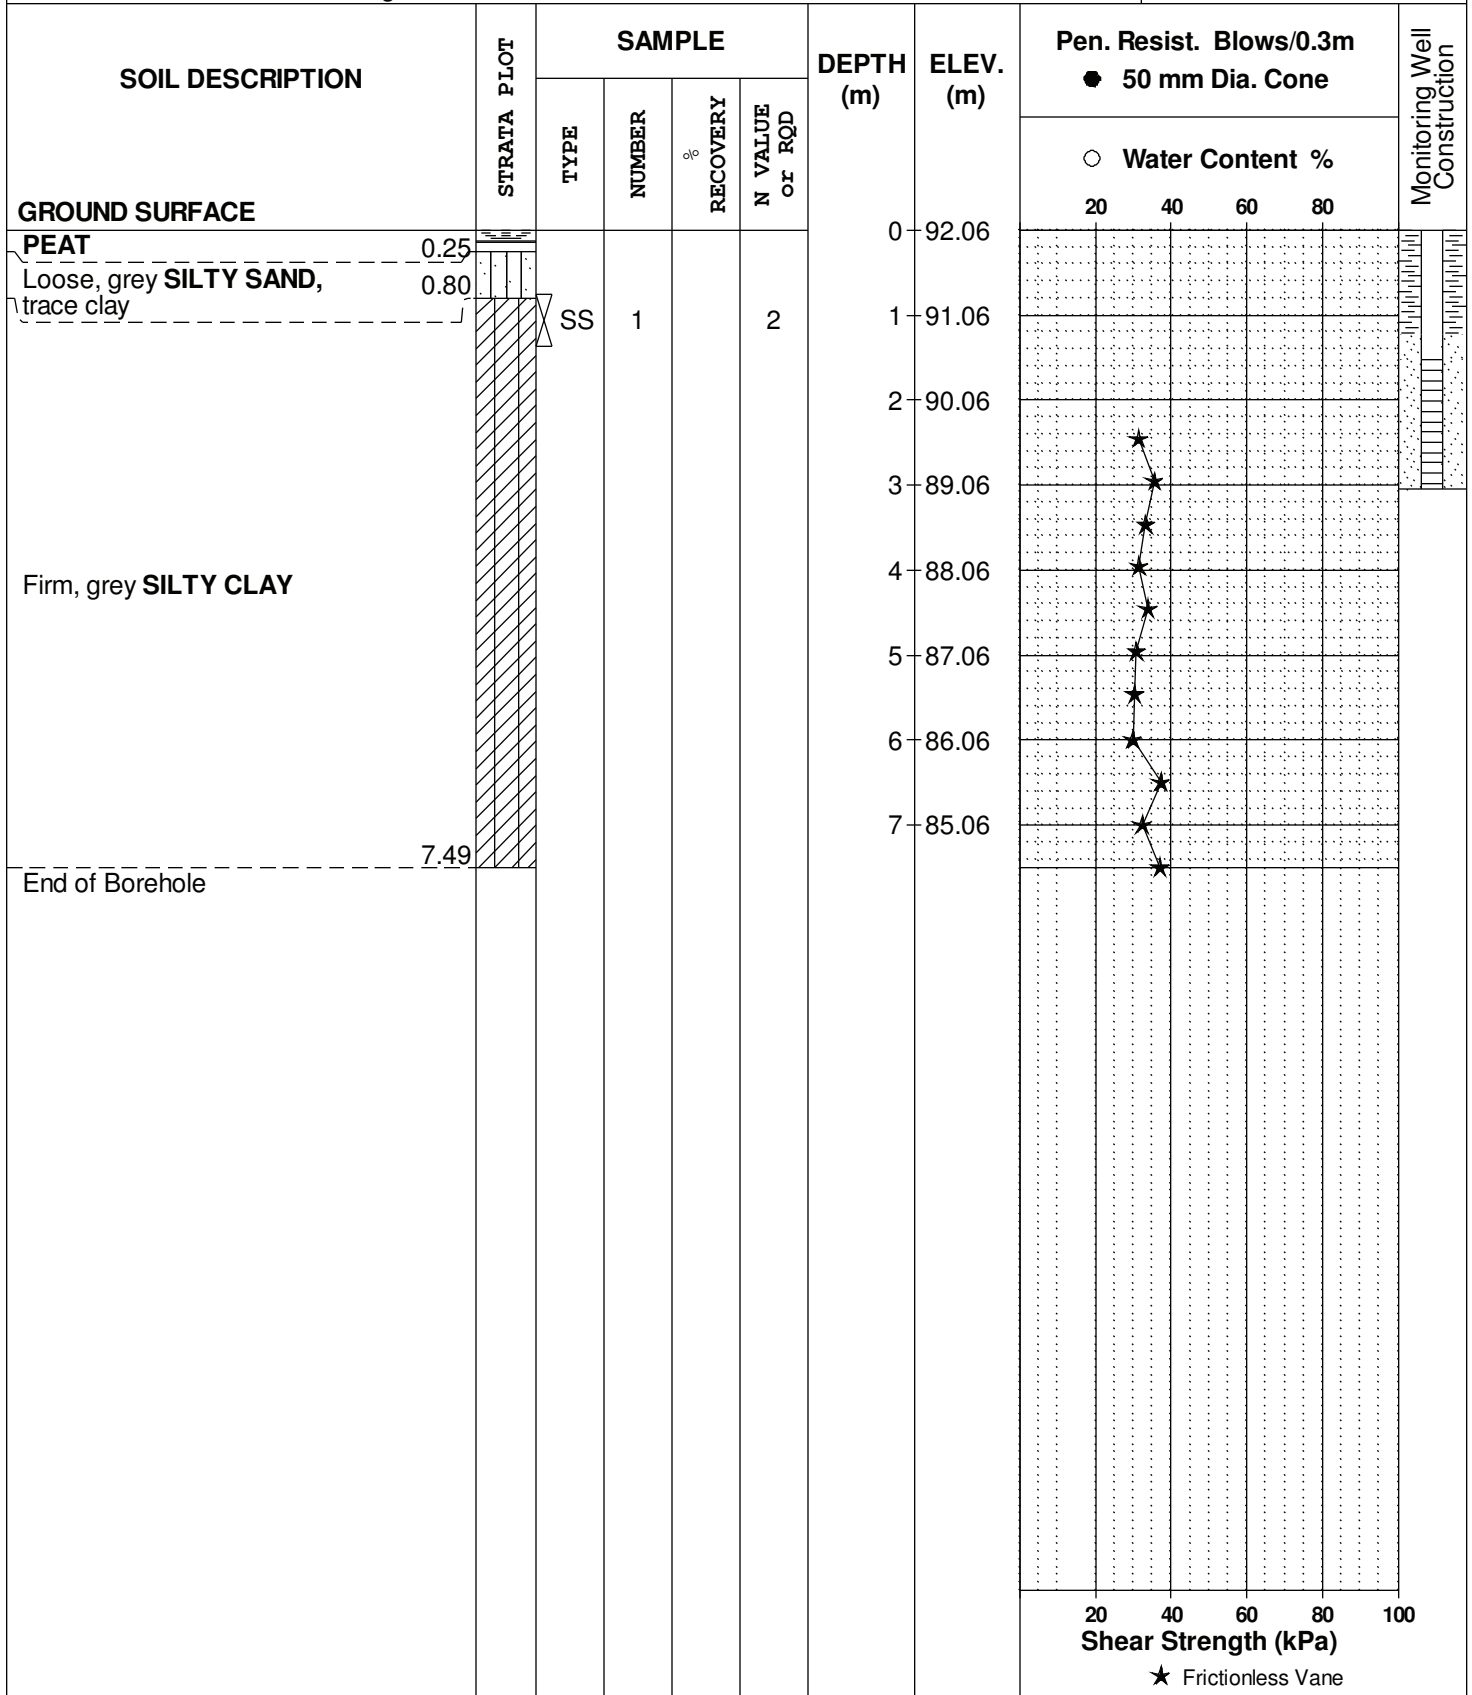 SOIL DESCRIPTION
GROUND SURFACE
STRATA PLOT
SAMPLE
TYPE
NUMBER
%
RECOVERY
N VALUE
or RQD
DEPTH
(m)
ELEV.
(m)
Pen. Resist. Blows/0.3m
● 50 mm Dia. Cone
○ Water Content %
20 40 60 80
Monitoring Well
Construction
PEAT 0.25
Loose, grey SILTY SAND, 0.80
trace clay
SS 1 2
Firm, grey SILTY CLAY
7.49
End of Borehole
0 92.06
1 91.06
2 90.06
3 89.06
4 88.06
5 87.06
6 86.06
7 85.06
20 40 60 80 100
Shear Strength (kPa)
★ Frictionless Vane